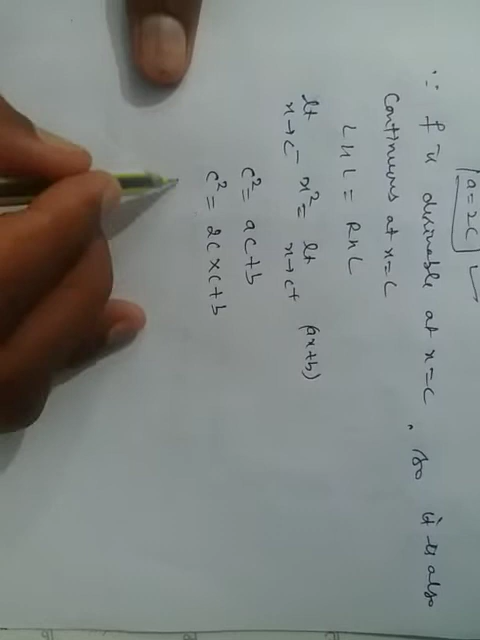 a = 2c
∵ f is derivable at x = c . so it is also
continuous at x = c
LHL = RHL
lt x→c⁻ x² = lt x→c+ (ax+b)
c² = ac+b
c² = 2c×c+b